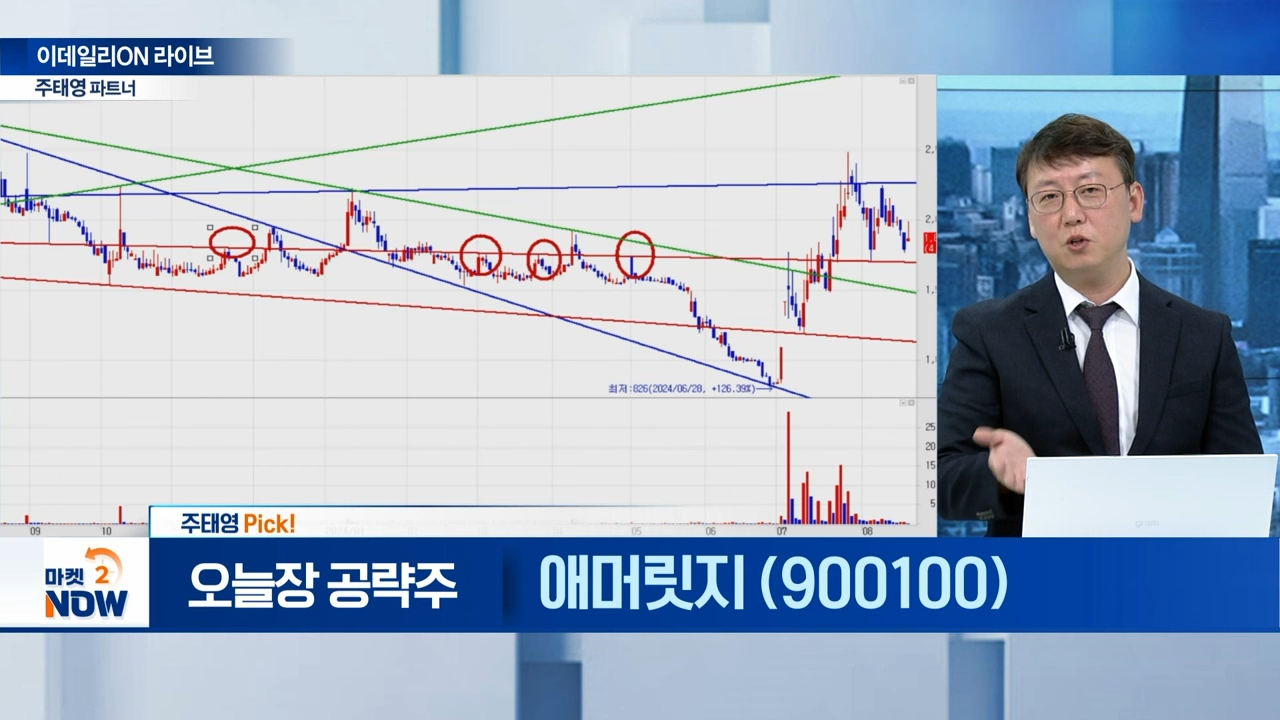 이데일리ON 라이브
주태영 파트너
최저:826(2024/06/28, +126.39%)
25
20
15
10
5
09
10
05
06
07
08
주태영 Pick!
마켓 2
NOW
오늘장 공략주
애머릿지 (900100)
gram